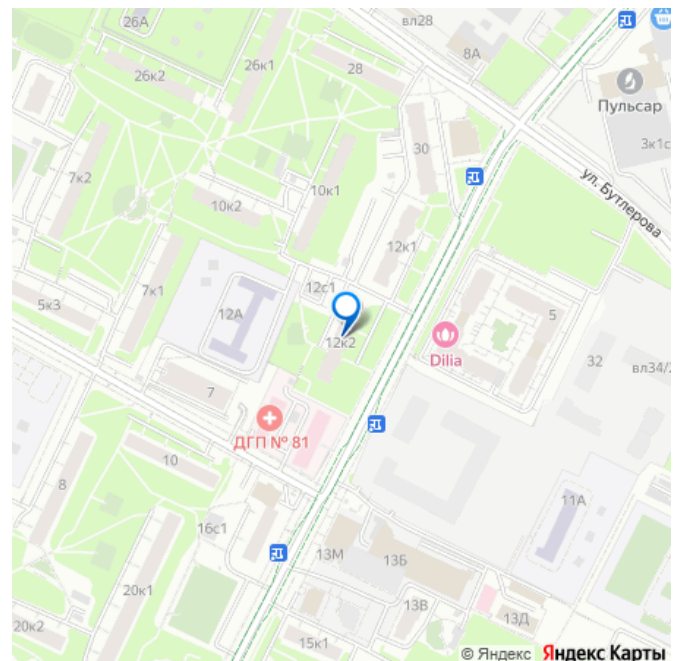 26А
вл28
26к1
8А
28
26к2
Пульсар
3к1с
30
ул. Бутлерова
7к2
10к1
10к2
12к1
12с1
7к1
5к3
12А
5
12к2
Dilia
32
вл34/2
7
ДГП № 81
10
8
11А
16с1
13М
13Б
20к1
13В
13Д
20к2
15к1
© Яндекс Яндекс Карты